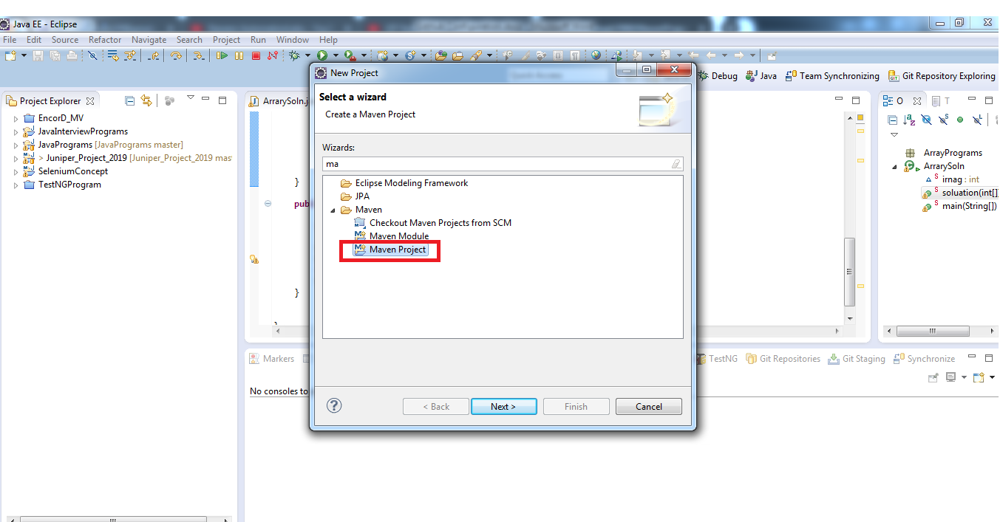 Java EE - Eclipse
File Edit Source Refactor Navigate Search Project Run Window Help
Debug Java Team Synchronizing Git Repository Exploring
Project Explorer
EncorD_MV
JavaInterviewPrograms
JavaPrograms [JavaPrograms master]
> Juniper_Project_2019 [Juniper_Project_2019 mas
SeleniumConcept
TestNGProgram
ArrarySoln.j
}
pub
}
New Project
Select a wizard
Create a Maven Project
Wizards:
ma
Eclipse Modeling Framework
JPA
Maven
Checkout Maven Projects from SCM
Maven Module
Maven Project
< Back Next > Finish Cancel
O T
ArrayPrograms
ArrarySoln
irnag : int
soluation(int[]
main(String[])
Markers TestNG Git Repositories Git Staging Synchronize
No consoles to